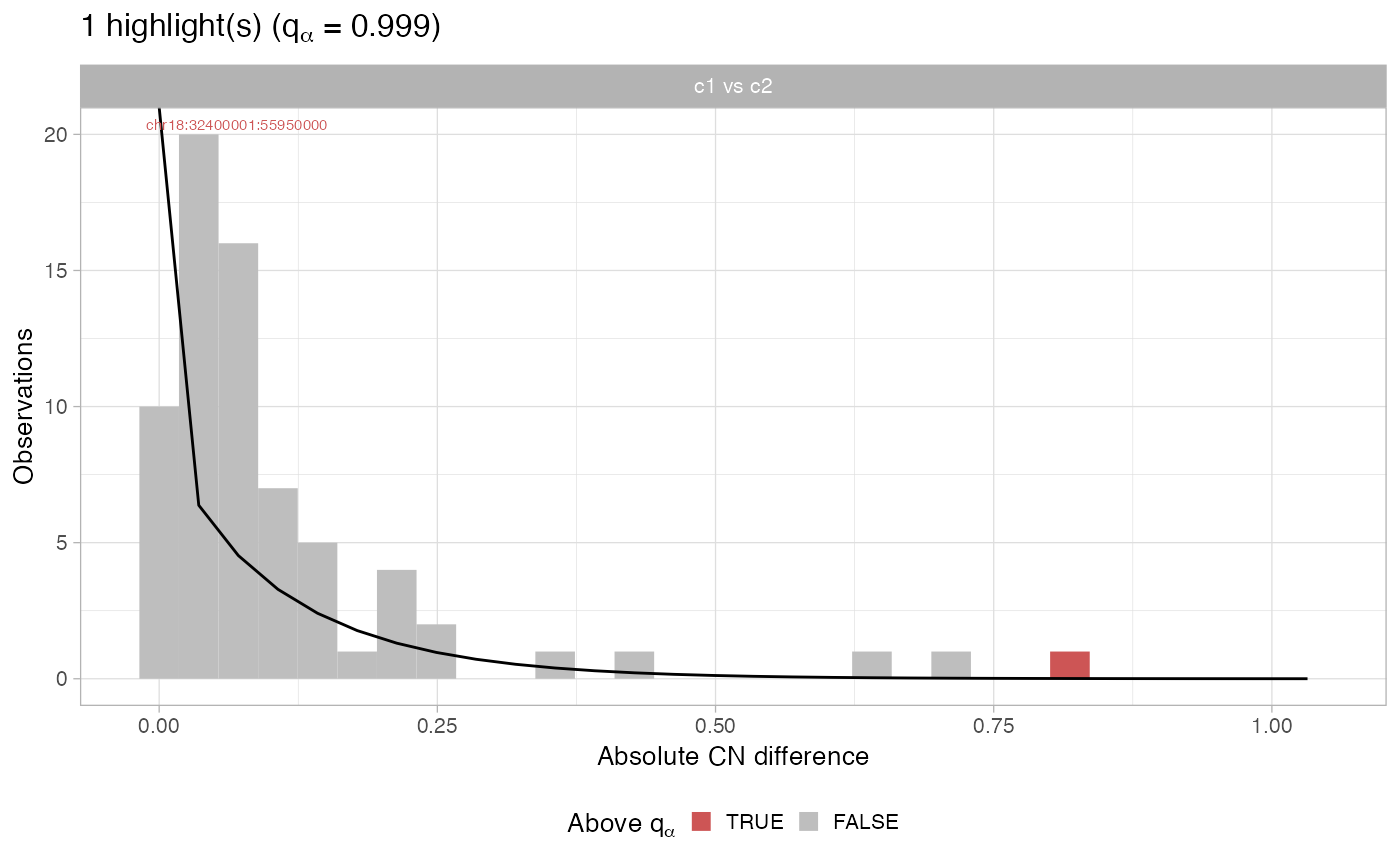 1 highlight(s) (qα = 0.999)
c1 vs c2
chr18:32400001:55950000
20
15
10
5
0
Observations
0.00 0.25 0.50 0.75 1.00
Absolute CN difference
Above qα TRUE FALSE